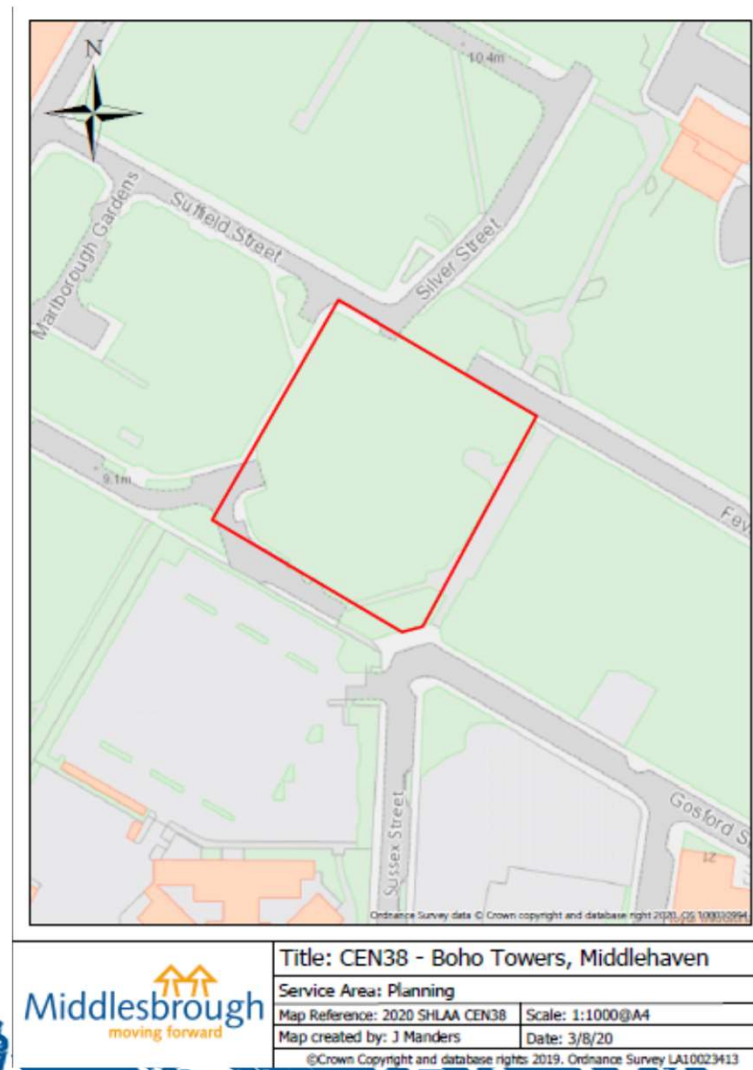 N
10.4m
Suffield Street
Marlborough Gardens
Silver Street
9.1m
Sussex Street
Gosford S
21
Ordnance Survey data © Crown copyright and database right 2020. OS 100030994
Middlesbrough
moving forward
Title: CEN38 - Boho Towers, Middlehaven
Service Area: Planning
Map Reference: 2020 SHLAA CEN38
Scale: 1:1000@A4
Map created by: J Manders
Date: 3/8/20
©Crown Copyright and database rights 2019. Ordnance Survey LA10023413